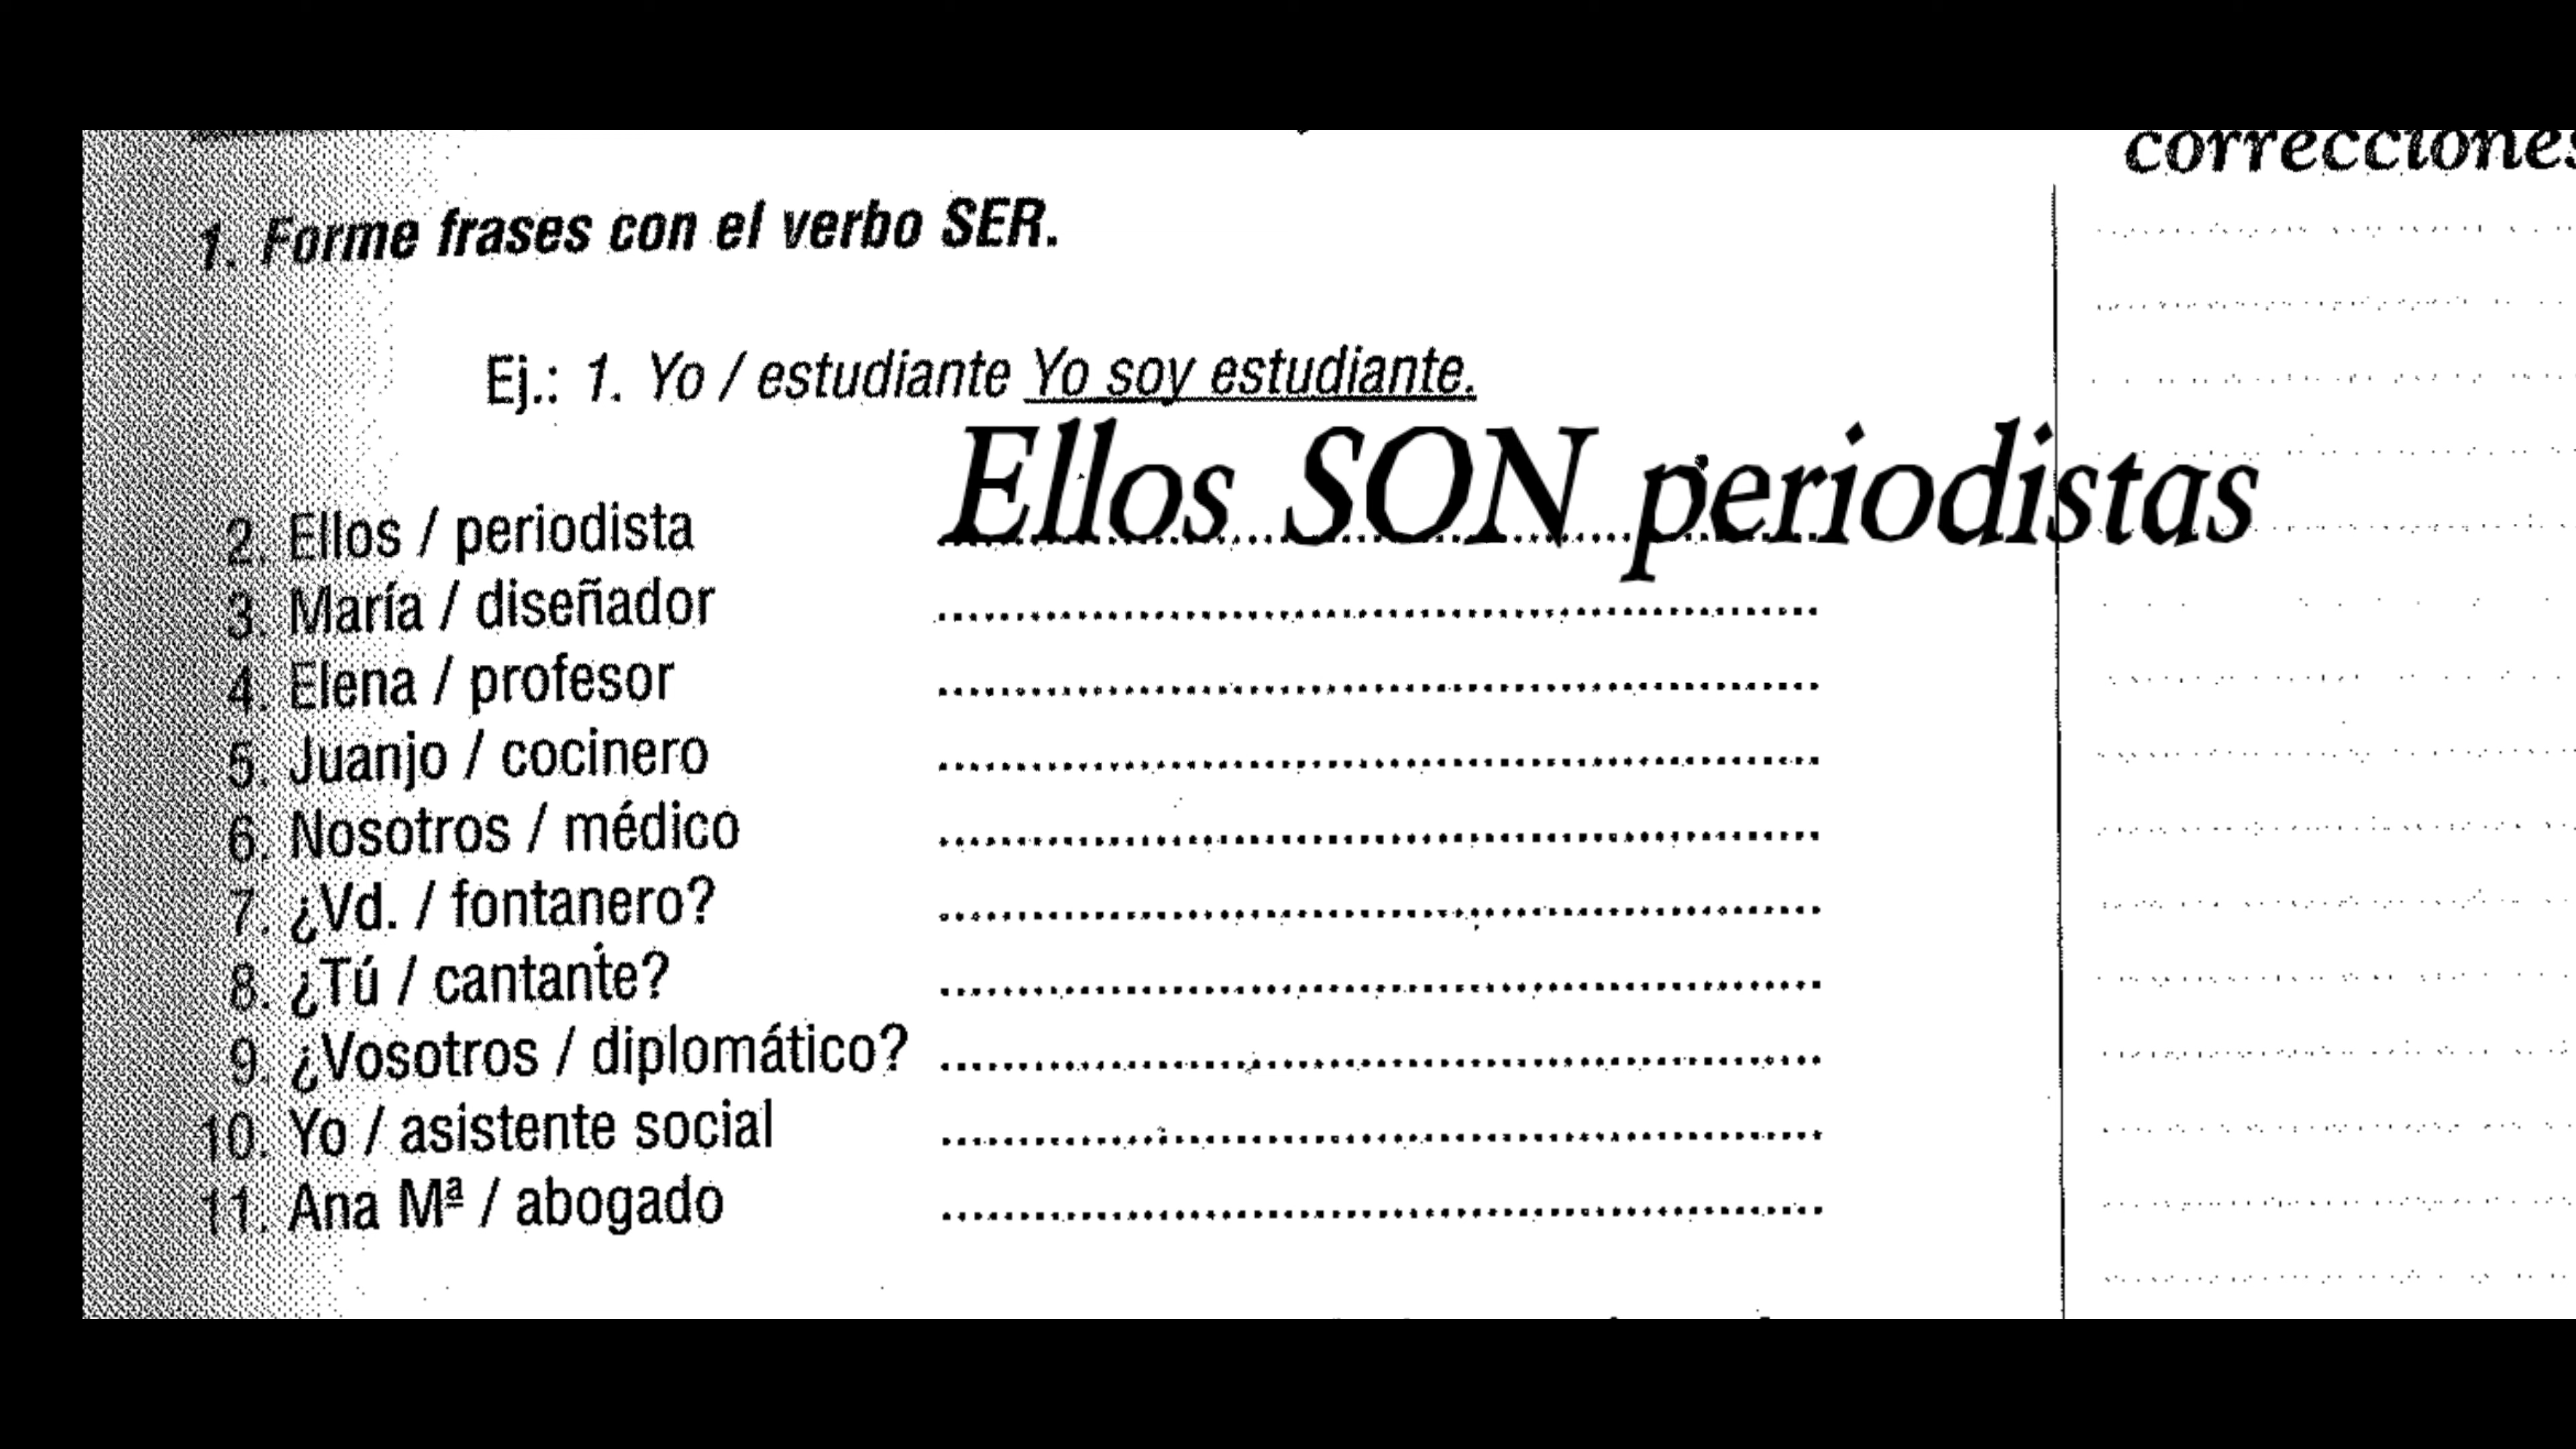 correcciones
1. Forme frases con el verbo SER.
Ej.: 1. Yo / estudiante Yo soy estudiante.
Ellos SON periodistas
2. Ellos / periodista
3. María / diseñador
4. Elena / profesor
5. Juanjo / cocinero
6. Nosotros / médico
7. ¿Vd. / fontanero?
8. ¿Tú / cantante?
9. ¿Vosotros / diplomático?
10. Yo / asistente social
11. Ana Mª / abogado